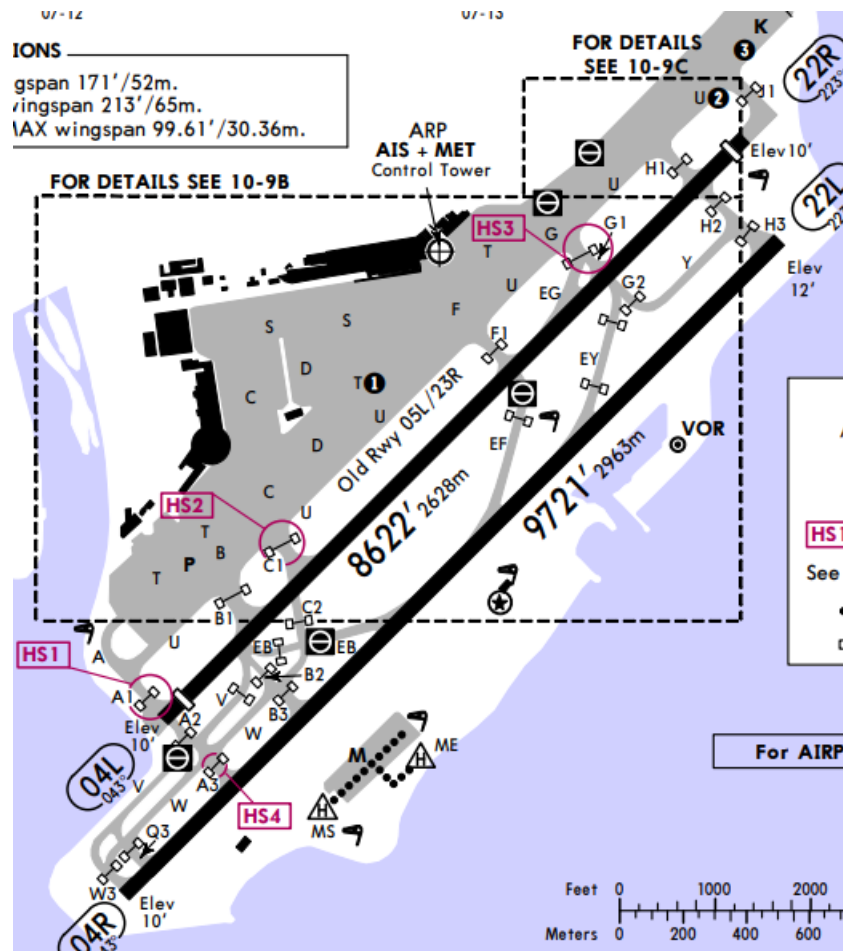 07-12
07-13
IONS
gspan 171'/52m.
vingspan 213'/65m.
MAX wingspan 99.61'/30.36m.
FOR DETAILS
SEE 10-9C
K
3
22R
223°
U 2
J1
ARP
AIS + MET
Control Tower
Elev 10'
H1
FOR DETAILS SEE 10-9B
U
22L
H2
H3
HS3
G
G1
Y
T
Elev
12'
U
EG
G2
F
S
S
F1
D
T 1
EY
C
U
Old Rwy 05L/23R
EF
VOR
D
8622' 2628m
9721' 2963m
C
HS2
U
HS1
T
B
C1
P
See
T
B1
C2
U
EB
EB
A
HS1
B2
V
B3
A1
A2
W
Elev
10'
ME
M
For AIRP
04L
043°
V
A3
W
HS4
H
H
MS
Q3
W3
Elev
10'
04R
Feet 0 1000 2000
Meters 0 200 400 600